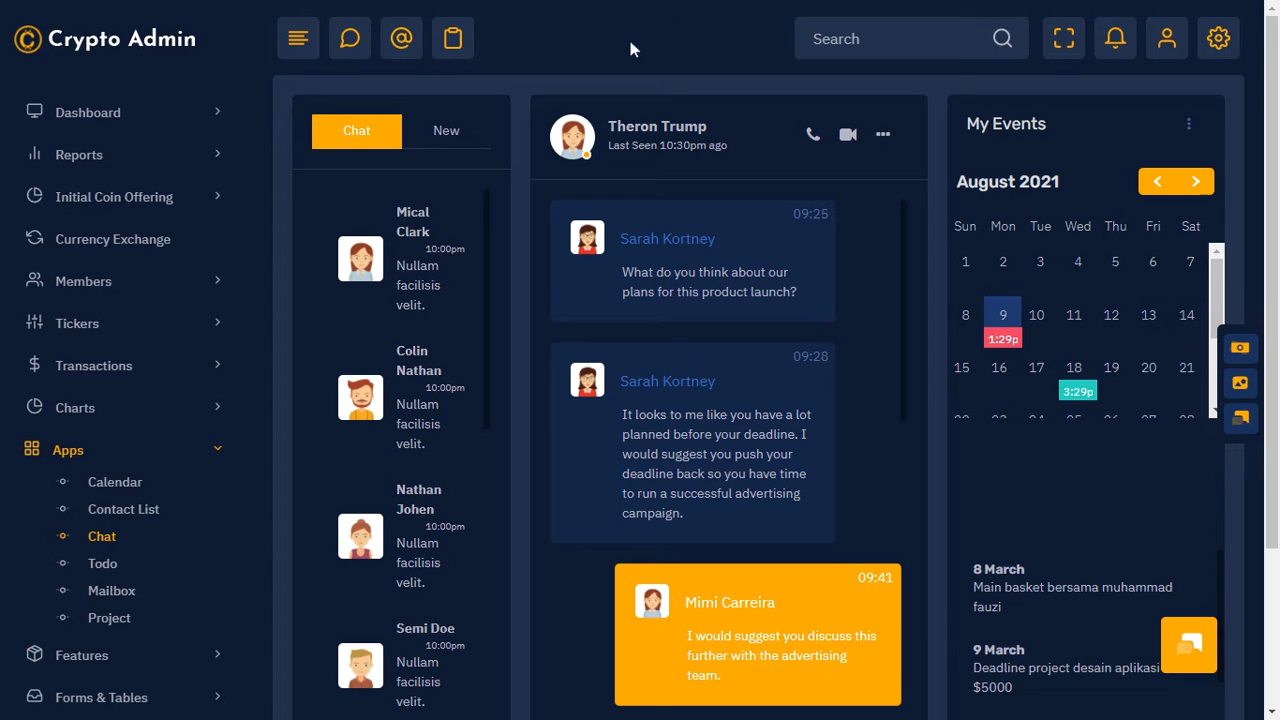 Crypto Admin
Search
Dashboard
Reports
Initial Coin Offering
Currency Exchange
Members
Tickers
Transactions
Charts
Apps
Calendar
Contact List
Chat
Todo
Mailbox
Project
Features
Forms & Tables
Chat
New
Mical
Clark
10:00pm
Nullam
facilisis
velit.
Colin
Nathan
10:00pm
Nullam
facilisis
velit.
Nathan
Johen
10:00pm
Nullam
facilisis
velit.
Semi Doe
10:00pm
Nullam
facilisis
velit.
Theron Trump
Last Seen 10:30pm ago
09:25
Sarah Kortney
What do you think about our
plans for this product launch?
09:28
Sarah Kortney
It looks to me like you have a lot
planned before your deadline. I
would suggest you push your
deadline back so you have time
to run a successful advertising
campaign.
09:41
Mimi Carreira
I would suggest you discuss this
further with the advertising
team.
My Events
August 2021
Sun Mon Tue Wed Thu Fri Sat
1 2 3 4 5 6 7
8 9 10 11 12 13 14
1:29p
15 16 17 18 19 20 21
3:29p
8 March
Main basket bersama muhammad
fauzi
9 March
Deadline project desain aplikasi
$5000